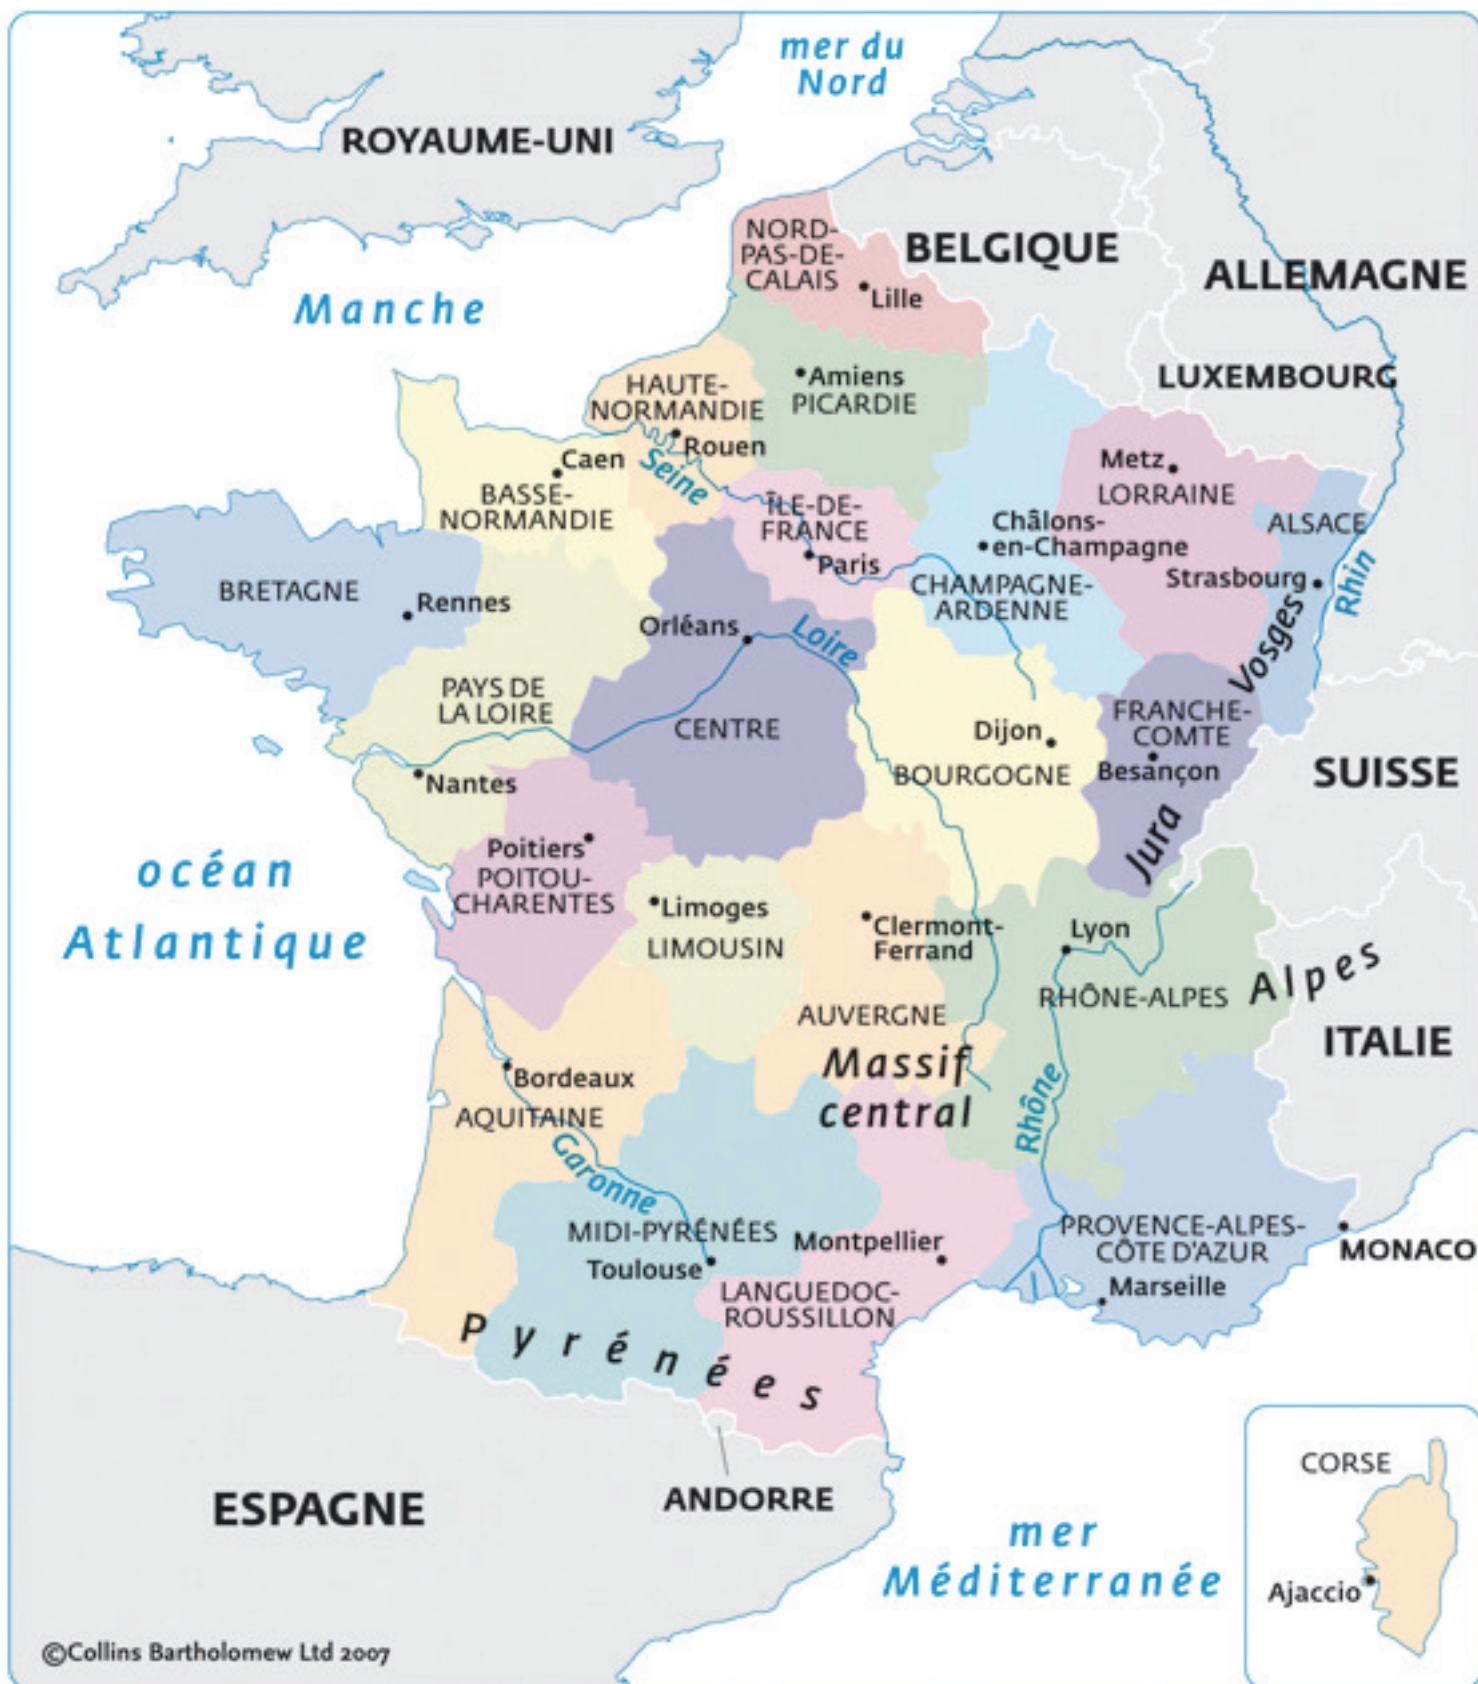 mer du
Nord
ROYAUME-UNI
NORD-
PAS-DE-
CALAIS
Lille
BELGIQUE
ALLEMAGNE
Manche
LUXEMBOURG
HAUTE-
NORMANDIE
Rouen
Amiens
PICARDIE
Caen
BASSE-
NORMANDIE
Seine
Metz
LORRAINE
ÎLE-DE-
FRANCE
Paris
Châlons-
en-Champagne
CHAMPAGNE-
ARDENNE
ALSACE
Strasbourg
Rhin
Vosges
BRETAGNE
Rennes
Orléans
Loire
PAYS DE
LA LOIRE
CENTRE
Dijon
BOURGOGNE
FRANCHE-
COMTE
Besançon
Jura
SUISSE
Nantes
Poitiers
POITOU-
CHARENTES
océan
Atlantique
Limoges
LIMOUSIN
Clermont-
Ferrand
AUVERGNE
Lyon
RHÔNE-ALPES
Alpes
ITALIE
Massif
central
Rhône
Bordeaux
AQUITAINE
Garonne
MIDI-PYRÉNÉES
Toulouse
Montpellier
LANGUEDOC-
ROUSSILLON
PROVENCE-ALPES-
CÔTE D'AZUR
Marseille
MONACO
Pyrénées
ESPAGNE
ANDORRE
mer
Méditerranée
CORSE
Ajaccio
©Collins Bartholomew Ltd 2007